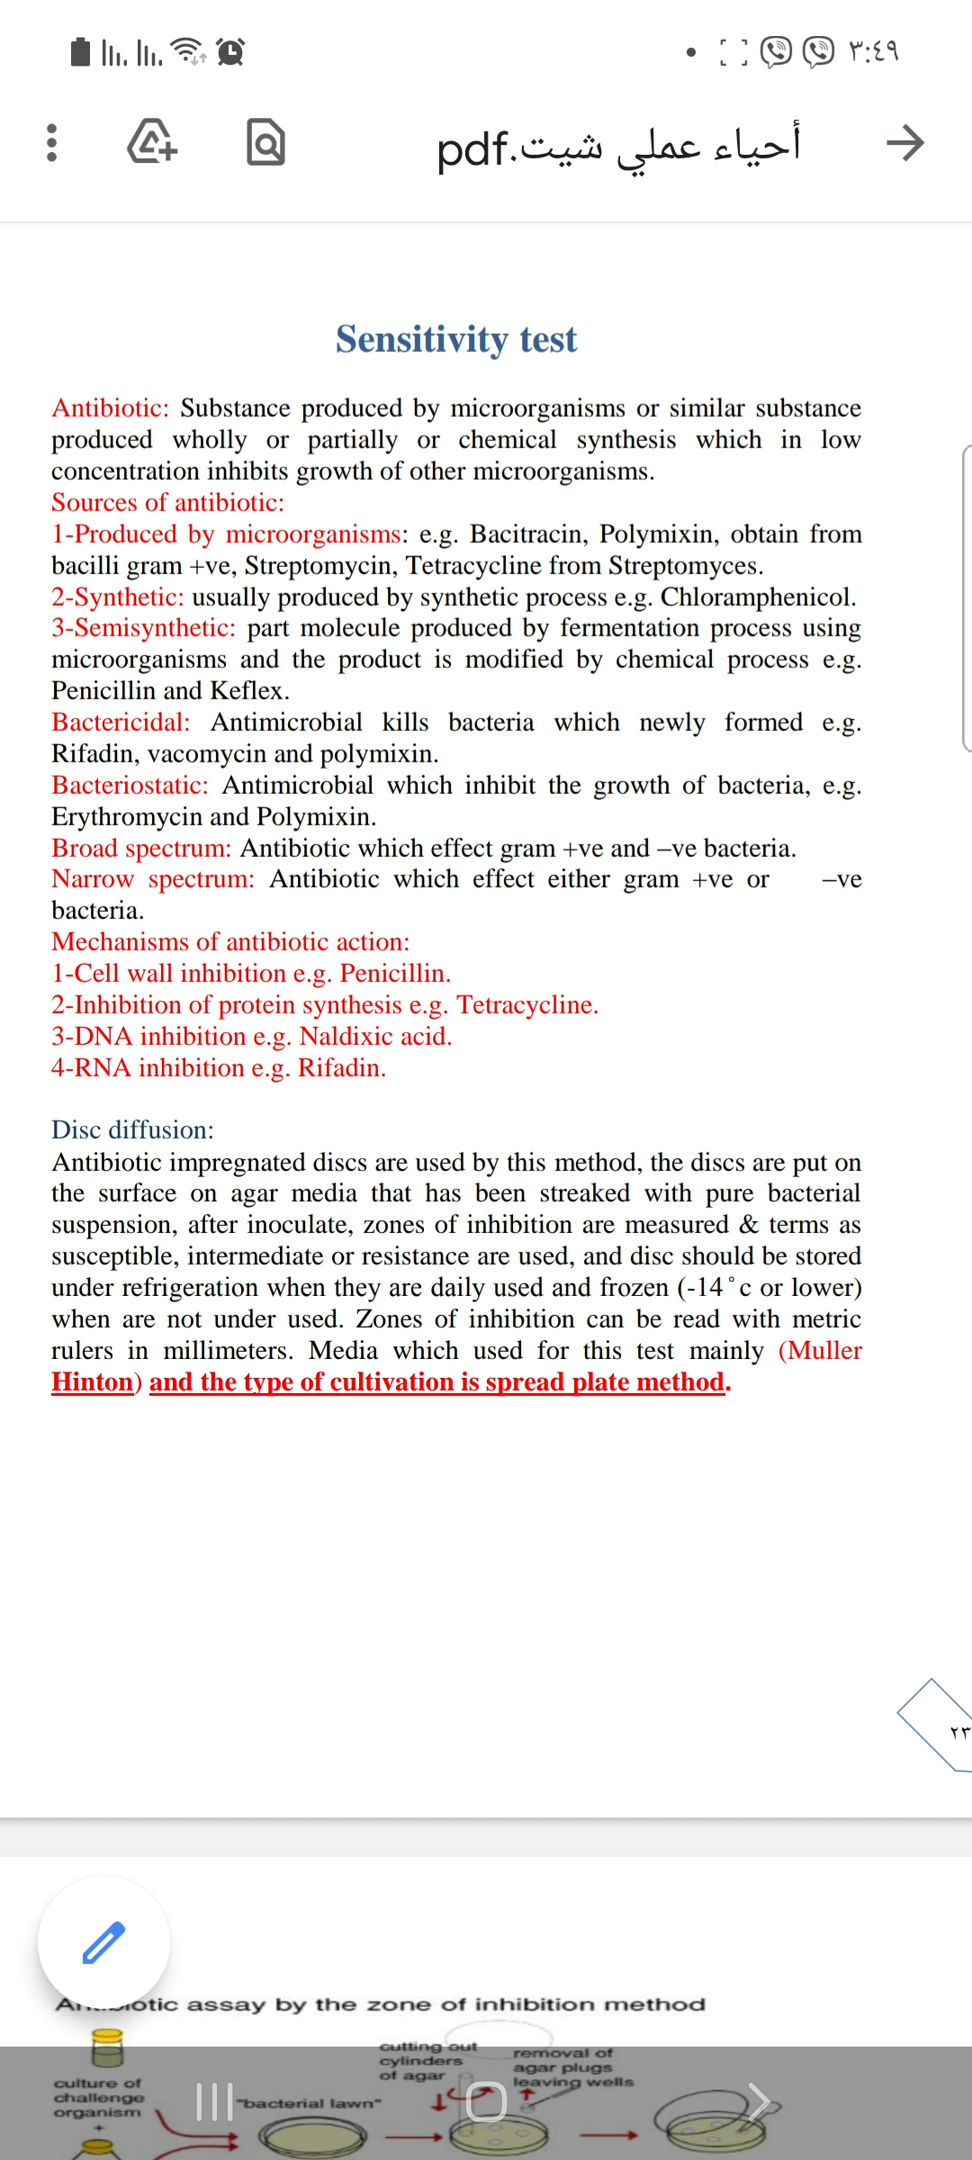 ٣:٤٩
أحياء عملي شيت.pdf
Sensitivity test
Antibiotic: Substance produced by microorganisms or similar substance
produced wholly or partially or chemical synthesis which in low
concentration inhibits growth of other microorganisms.
Sources of antibiotic:
1-Produced by microorganisms: e.g. Bacitracin, Polymixin, obtain from
bacilli gram +ve, Streptomycin, Tetracycline from Streptomyces.
2-Synthetic: usually produced by synthetic process e.g. Chloramphenicol.
3-Semisynthetic: part molecule produced by fermentation process using
microorganisms and the product is modified by chemical process e.g.
Penicillin and Keflex.
Bactericidal: Antimicrobial kills bacteria which newly formed e.g.
Rifadin, vacomycin and polymixin.
Bacteriostatic: Antimicrobial which inhibit the growth of bacteria, e.g.
Erythromycin and Polymixin.
Broad spectrum: Antibiotic which effect gram +ve and –ve bacteria.
Narrow spectrum: Antibiotic which effect either gram +ve or –ve
bacteria.
Mechanisms of antibiotic action:
1-Cell wall inhibition e.g. Penicillin.
2-Inhibition of protein synthesis e.g. Tetracycline.
3-DNA inhibition e.g. Naldixic acid.
4-RNA inhibition e.g. Rifadin.
Disc diffusion:
Antibiotic impregnated discs are used by this method, the discs are put on
the surface on agar media that has been streaked with pure bacterial
suspension, after inoculate, zones of inhibition are measured & terms as
susceptible, intermediate or resistance are used, and disc should be stored
under refrigeration when they are daily used and frozen (-14˚c or lower)
when are not under used. Zones of inhibition can be read with metric
rulers in millimeters. Media which used for this test mainly (Muller
Hinton) and the type of cultivation is spread plate method.
٢٣
assay by the zone of inhibition method
culture of
challenge
organism
+
"bacterial lawn"
cutting out
cylinders
of agar
removal of
agar plugs
leaving wells